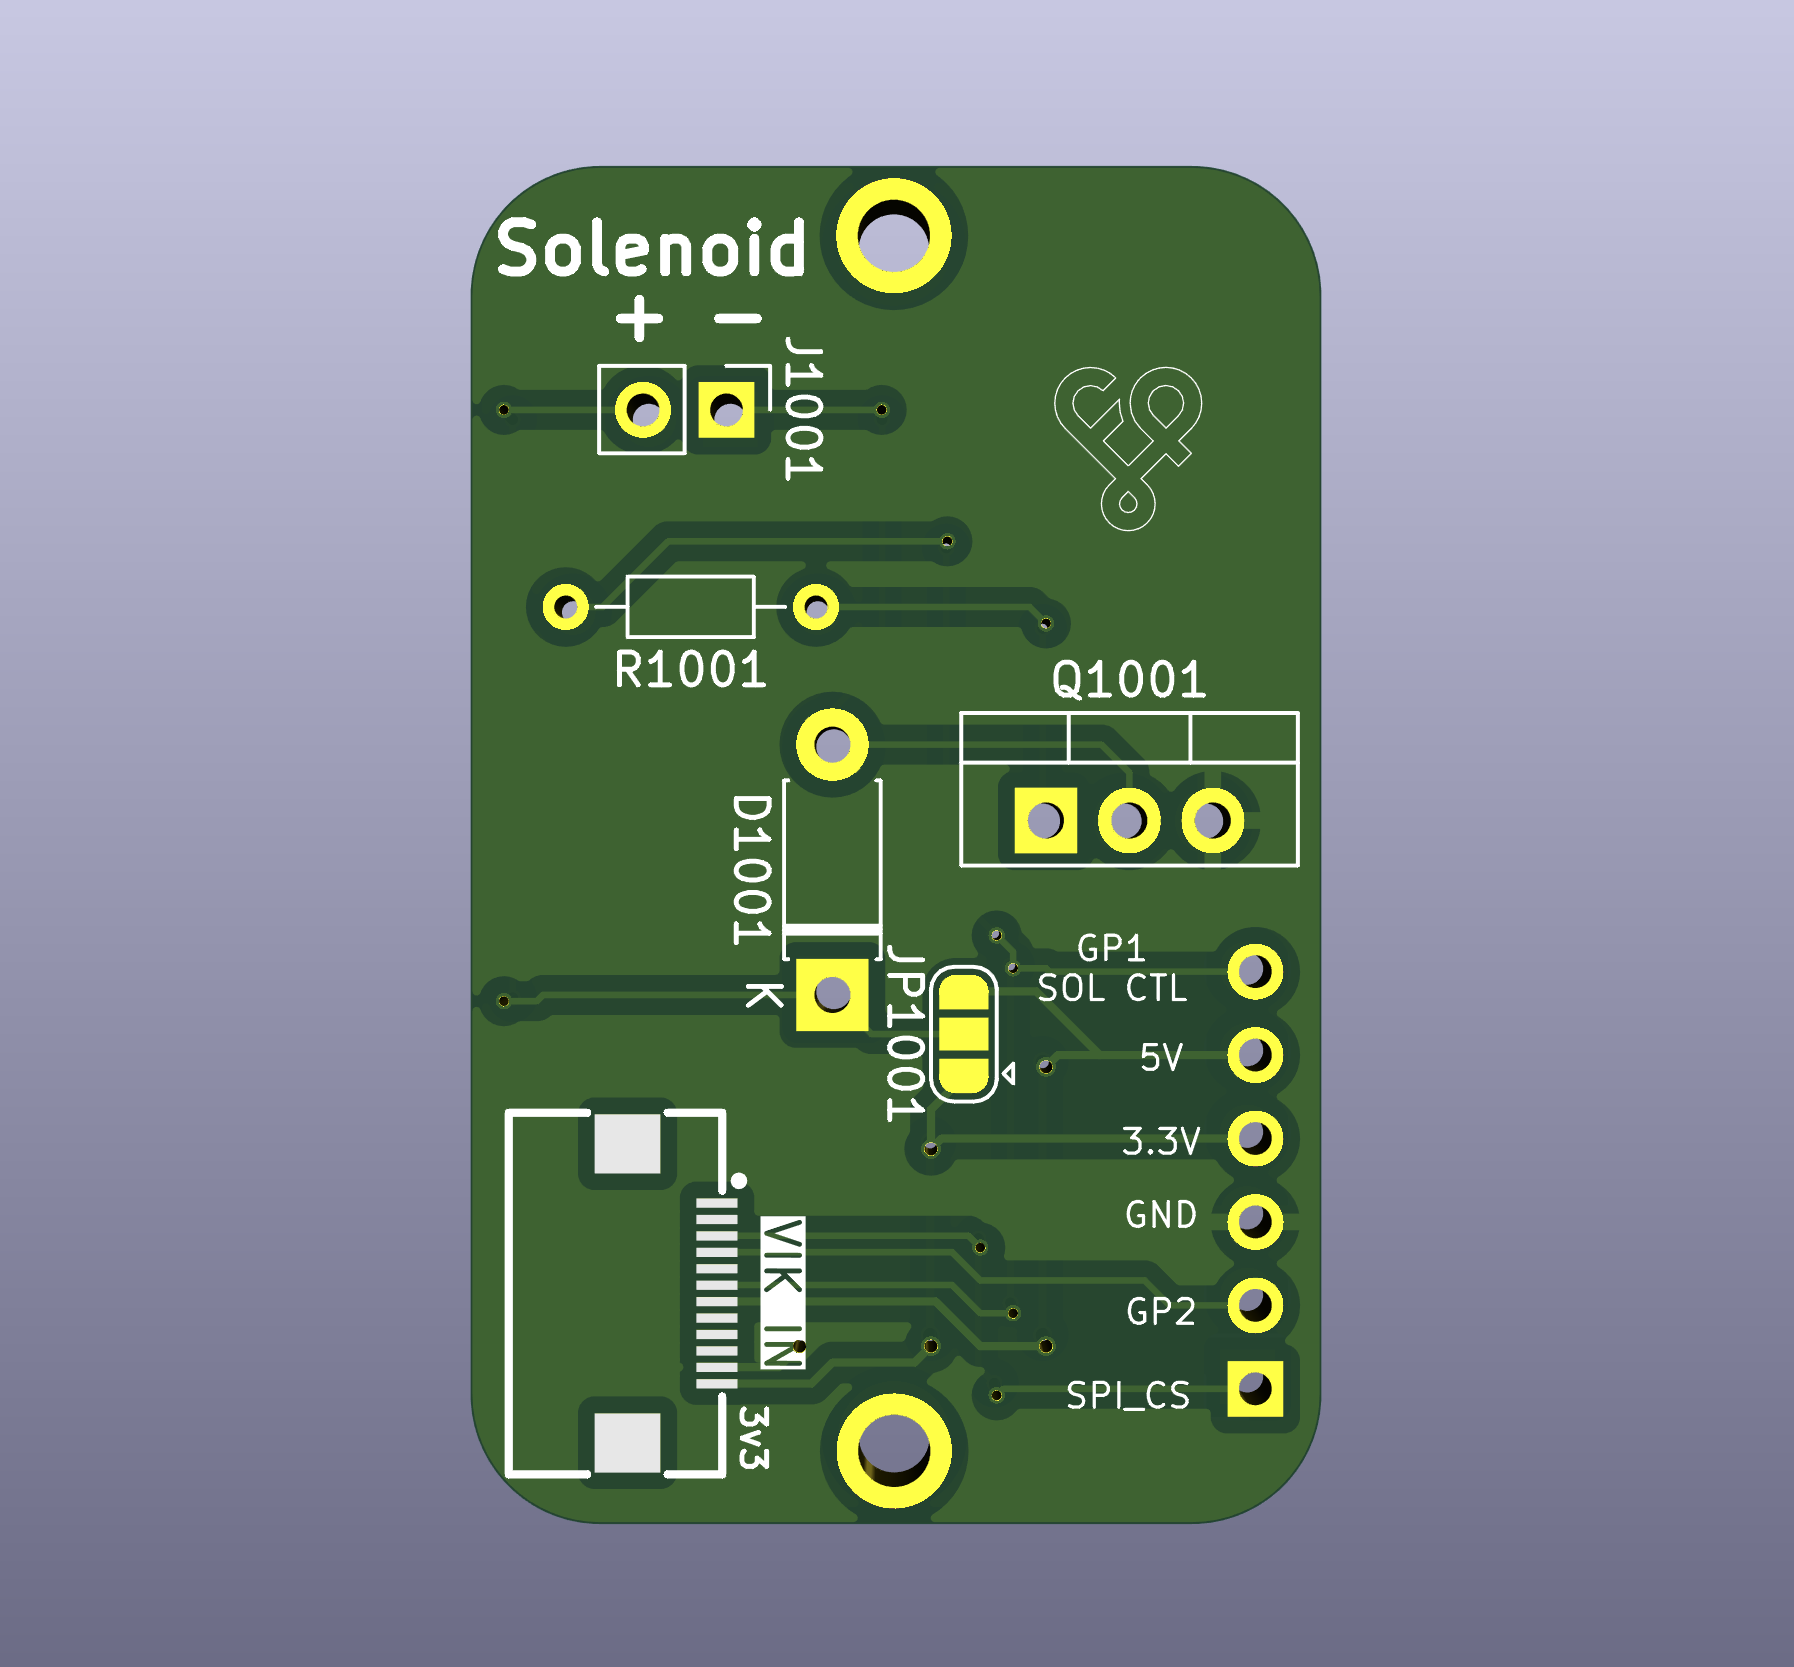 Solenoid
+ -
J1001
R1001
Q1001
D1001
K
JP1001
GP1
SOL CTL
5V
3.3V
GND
GP2
SPI_CS
VIK IN
3v3